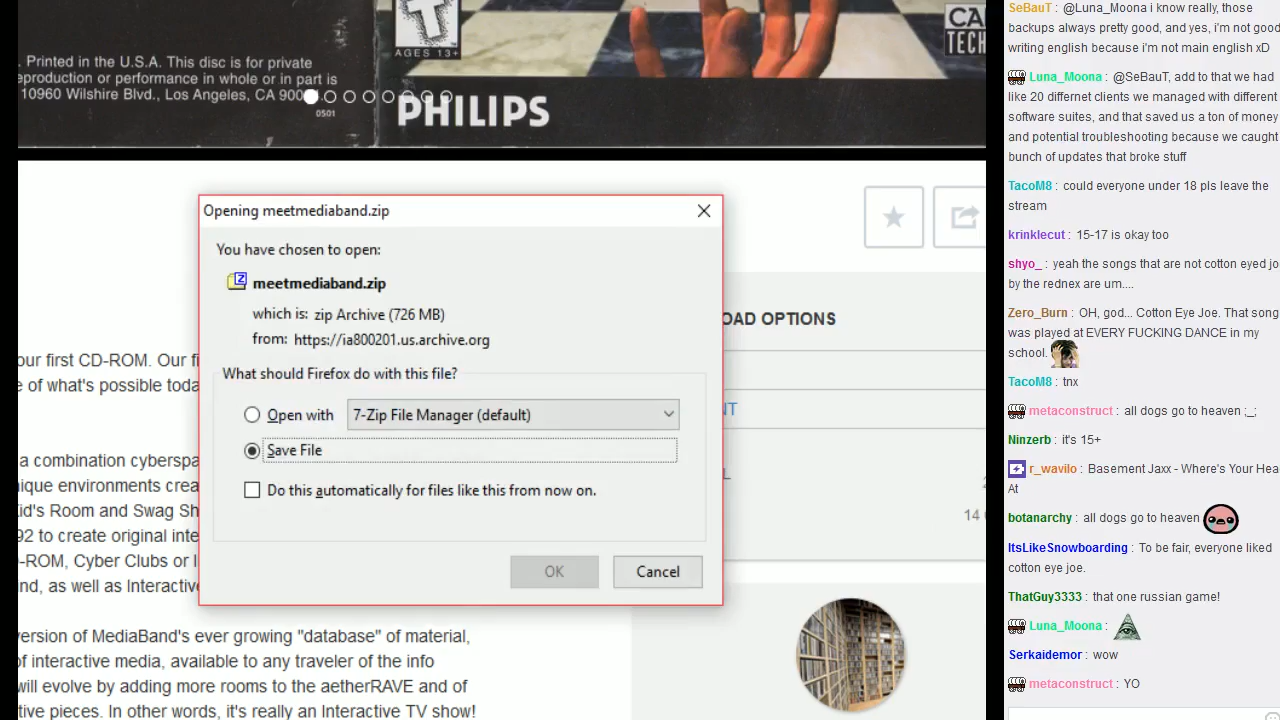 . Printed in the U.S.A. This disc is for private
production or performance in whole or in part is
10960 Wilshire Blvd., Los Angeles, CA 900
0501
T
AGES 13+
PHILIPS
CA
TECH
Opening meetmediaband.zip
You have chosen to open:
meetmediaband.zip
which is: zip Archive (726 MB)
from: https://ia800201.us.archive.org
What should Firefox do with this file?
Open with
7-Zip File Manager (default)
Save File
Do this automatically for files like this from now on.
OK
Cancel
OAD OPTIONS
NT
L
14
our first CD-ROM. Our fi
e of what's possible toda
a combination cyberspa
nique environments crea
Kid's Room and Swag Sh
92 to create original inte
D-ROM, Cyber Clubs or I
nd, as well as Interactive
version of MediaBand's ever growing "database" of material,
of interactive media, available to any traveler of the info
will evolve by adding more rooms to the aetherRAVE and of
tive pieces. In other words, it's really an Interactive TV show!
SeBauT : @Luna_Moona i know really, those
backups always pretty good, and yes, i'm not good
writing english because im not main english xD
Luna_Moona : @SeBauT, add to that we had
like 20 differnet clients we managed with different
software suites, and that saved us a ton of money
and potential troubleshooting because we caught
bunch of updates that broke stuff
TacoM8 : could everyone under 18 pls leave the
stream
krinklecut : 15-17 is okay too
shyo_ : yeah the songs that are not cotton eyed jo
by the rednex are um....
Zero_Burn : OH, god... Cotton Eye Joe. That song
was played at EVERY FUCKING DANCE in my
school.
TacoM8 : tnx
metaconstruct : all dogs go to heaven ;_;
Ninzerb : it's 15+
r_wavilo : Basement Jaxx - Where's Your Hea
At
botanarchy : all dogs go to heaven
ItsLikeSnowboarding : To be fair, everyone liked
cotton eye joe.
ThatGuy3333 : that one russian game!
Luna_Moona :
Serkaidemor : wow
metaconstruct : YO